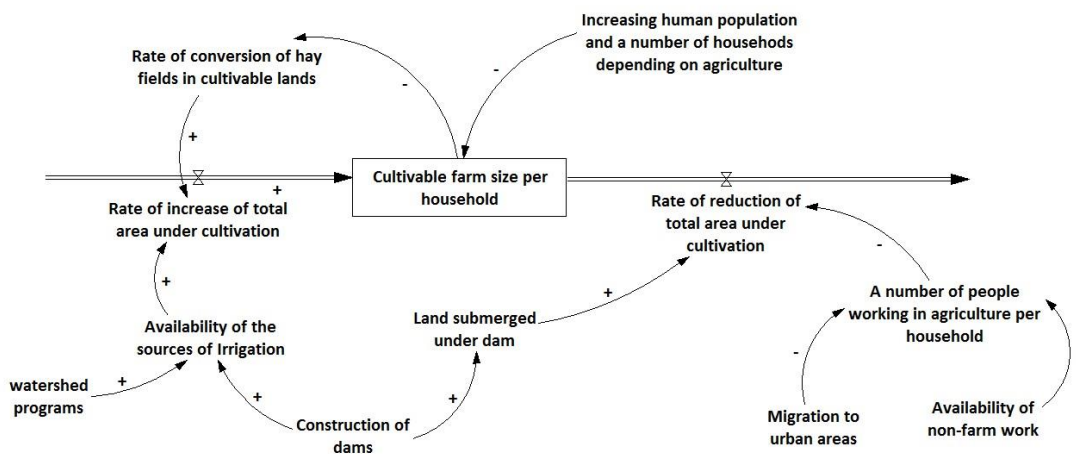 Increasing human population
and a number of househods
depending on agriculture
Rate of conversion of hay
fields in cultivable lands
-
-
+
+
Cultivable farm size per
household
Rate of increase of total
area under cultivation
Rate of reduction of
total area under
cultivation
-
+
+
A number of people
working in agriculture per
household
Availability of the
sources of Irrigation
Land submerged
under dam
-
watershed
programs
+
+
+
Construction of
dams
Migration to
urban areas
Availability of
non-farm work